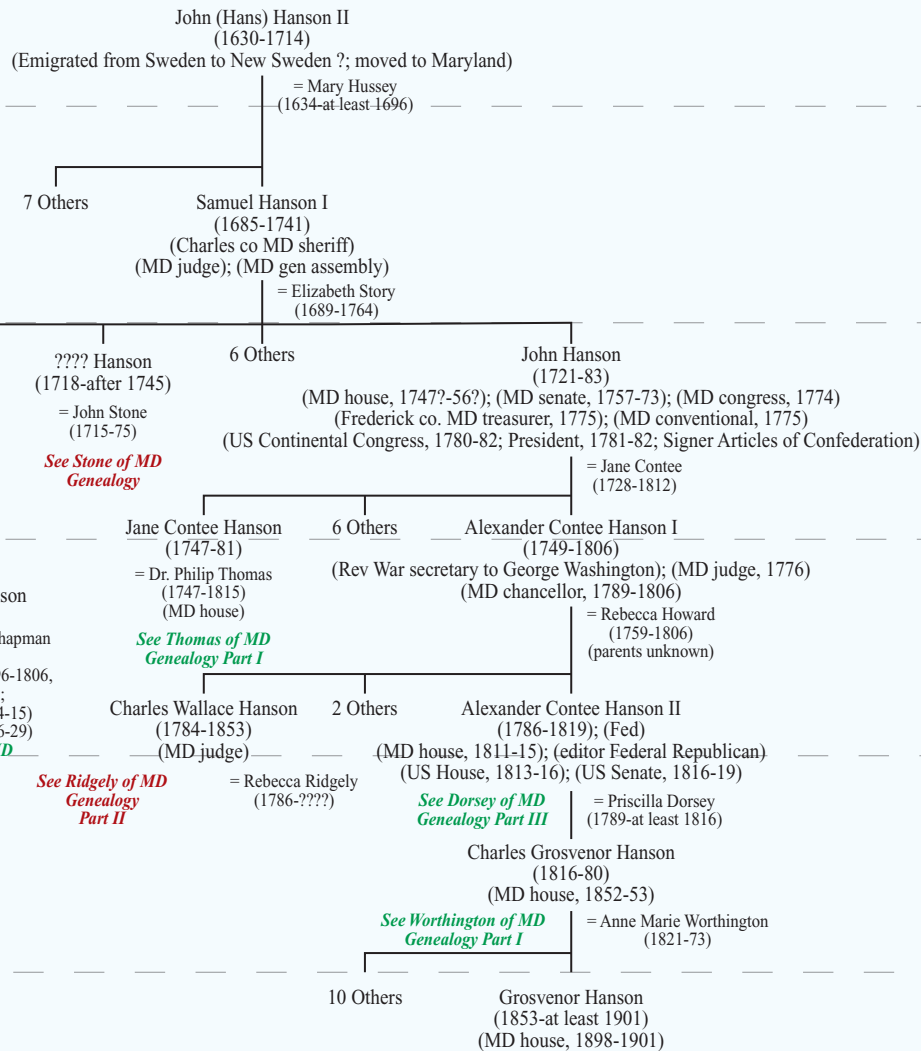 John (Hans) Hanson II
(1630-1714)
(Emigrated from Sweden to New Sweden ?; moved to Maryland)
= Mary Hussey
(1634-at least 1696)
7 Others
Samuel Hanson I
(1685-1741)
(Charles co MD sheriff)
(MD judge); (MD gen assembly)
= Elizabeth Story
(1689-1764)
???? Hanson
(1718-after 1745)
= John Stone
(1715-75)
See Stone of MD
Genealogy
6 Others
John Hanson
(1721-83)
(MD house, 1747?-56?); (MD senate, 1757-73); (MD congress, 1774)
(Frederick co. MD treasurer, 1775); (MD conventional, 1775)
(US Continental Congress, 1780-82; President, 1781-82; Signer Articles of Confederation)
= Jane Contee
(1728-1812)
Jane Contee Hanson
(1747-81)
= Dr. Philip Thomas
(1747-1815)
(MD house)
See Thomas of MD
Genealogy Part I
6 Others
Alexander Contee Hanson I
(1749-1806)
(Rev War secretary to George Washington); (MD judge, 1776)
(MD chancellor, 1789-1806)
= Rebecca Howard
(1759-1806)
(parents unknown)
son
hapman
6-1806,
;
4-15)
6-29)
MD
Charles Wallace Hanson
(1784-1853)
(MD judge)
See Ridgely of MD
Genealogy
Part II
= Rebecca Ridgely
(1786-????)
2 Others
Alexander Contee Hanson II
(1786-1819); (Fed)
(MD house, 1811-15); (editor Federal Republican)
(US House, 1813-16); (US Senate, 1816-19)
See Dorsey of MD
Genealogy Part III
= Priscilla Dorsey
(1789-at least 1816)
Charles Grosvenor Hanson
(1816-80)
(MD house, 1852-53)
See Worthington of MD
Genealogy Part I
= Anne Marie Worthington
(1821-73)
10 Others
Grosvenor Hanson
(1853-at least 1901)
(MD house, 1898-1901)